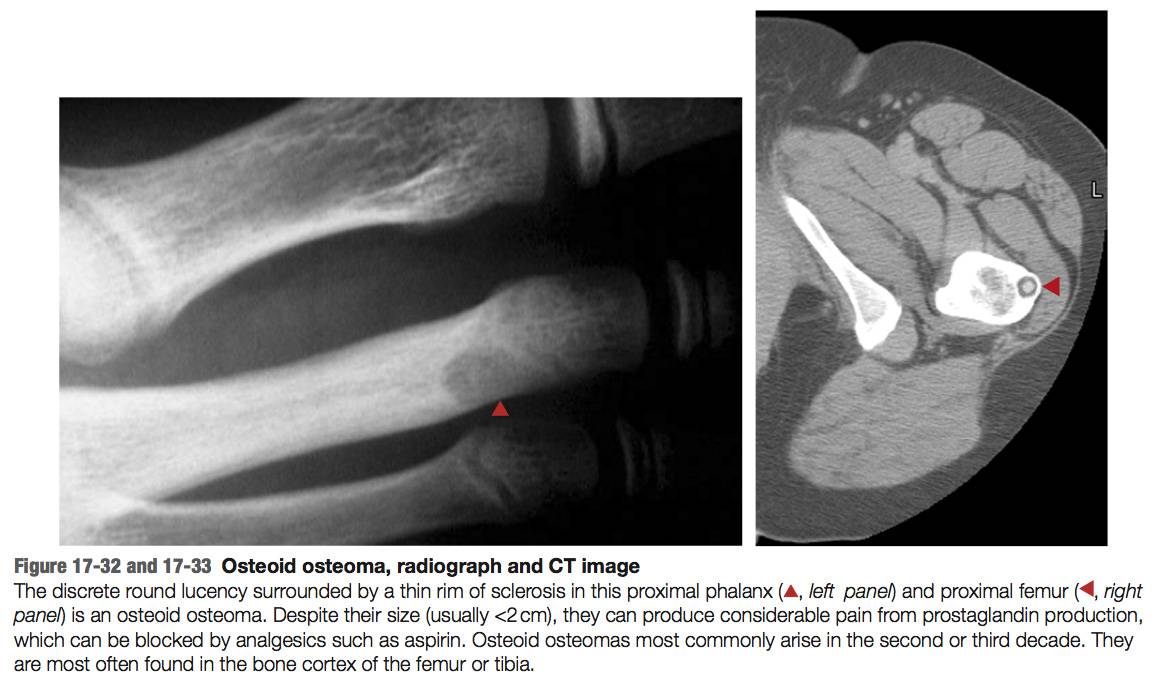 L
Figure 17-32 and 17-33 Osteoid osteoma, radiograph and CT image
The discrete round lucency surrounded by a thin rim of sclerosis in this proximal phalanx (▲, left panel) and proximal femur (◀, right
panel) is an osteoid osteoma. Despite their size (usually <2 cm), they can produce considerable pain from prostaglandin production,
which can be blocked by analgesics such as aspirin. Osteoid osteomas most commonly arise in the second or third decade. They
are most often found in the bone cortex of the femur or tibia.